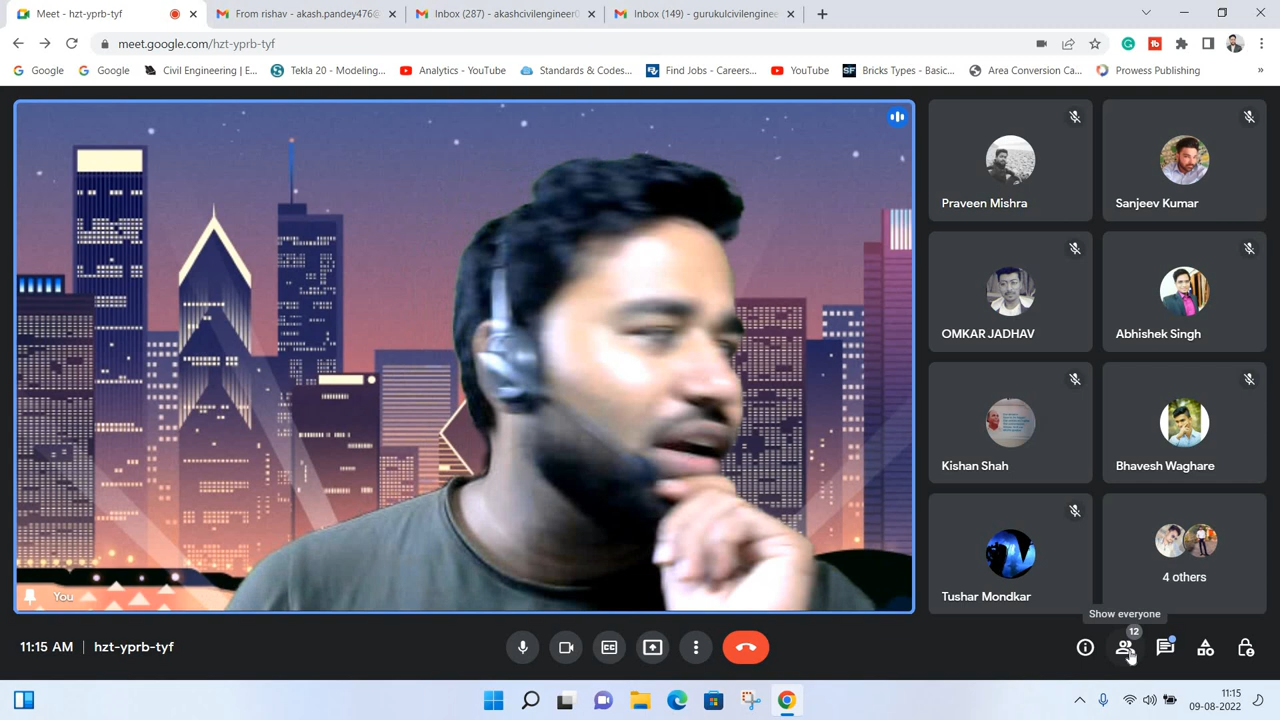 Meet - hzt-yprb-tyf
From rishav - akash.pandey476@
Inbox (287) - akashcivilengineer
Inbox (149) - gurukulcivilenginee
meet.google.com/hzt-yprb-tyf
Google
Google
Civil Engineering | E...
Tekla 20 - Modeling...
Analytics - YouTube
Standards & Codes...
Find Jobs - Careers...
YouTube
Bricks Types - Basic...
Area Conversion Ca...
Prowess Publishing
»
Praveen Mishra
Sanjeev Kumar
OMKAR JADHAV
Abhishek Singh
Kishan Shah
Bhavesh Waghare
Tushar Mondkar
4 others
You
Show everyone
12
11:15 AM | hzt-yprb-tyf
11:15
09-08-2022